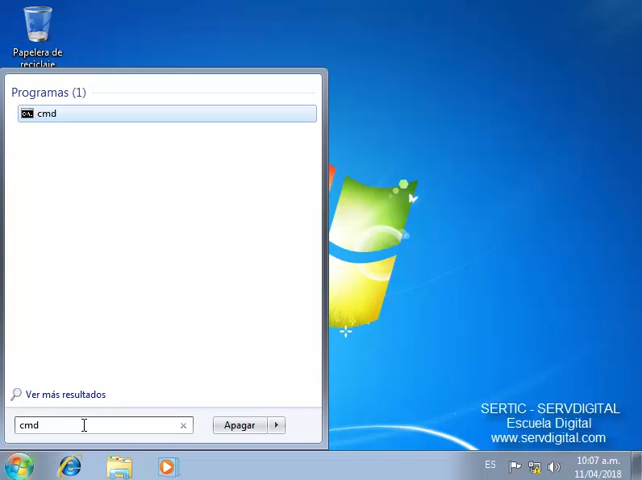 Papelera de
reciclaje
Programas (1)
cmd
Ver más resultados
cmd
Apagar
SERTIC - SERVDIGITAL
Escuela Digital
www.servdigital.com
ES
10:07 a.m.
11/04/2018